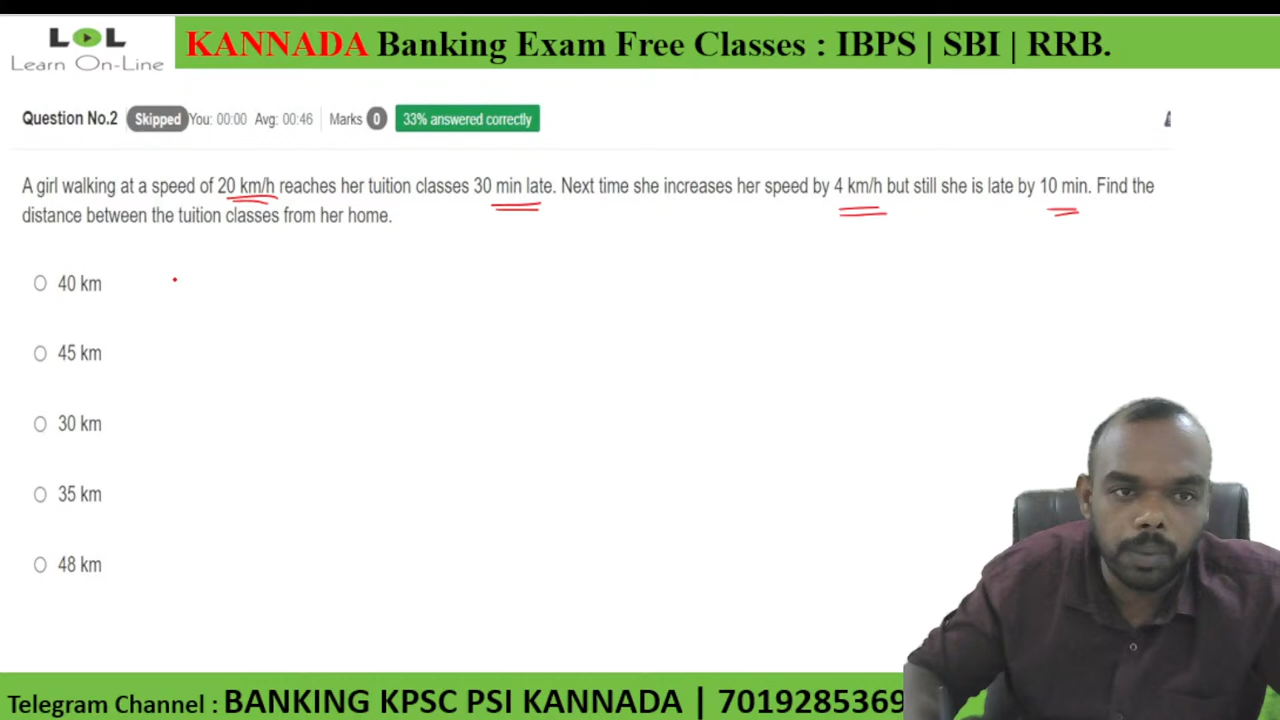 LOL
Learn On-Line
KANNADA Banking Exam Free Classes : IBPS | SBI | RRB.
Question No.2 Skipped You: 00:00 Avg: 00:46 Marks 0 33% answered correctly
A girl walking at a speed of 20 km/h reaches her tuition classes 30 min late. Next time she increases her speed by 4 km/h but still she is late by 10 min. Find the
distance between the tuition classes from her home.
40 km
45 km
30 km
35 km
48 km
Telegram Channel : BANKING KPSC PSI KANNADA | 7019285369